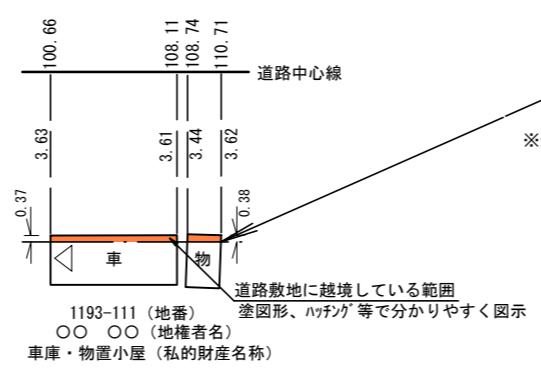 100.66
108.11
108.74
110.71
道路中心線
3.63
3.61
3.44
3.62
※
0.37
0.38
車
物
道路敷地に越境している範囲
塗図形、ハッチング等で分かりやすく図示
1193-111（地番）
○○　○○（地権者名）
車庫・物置小屋（私的財産名称）